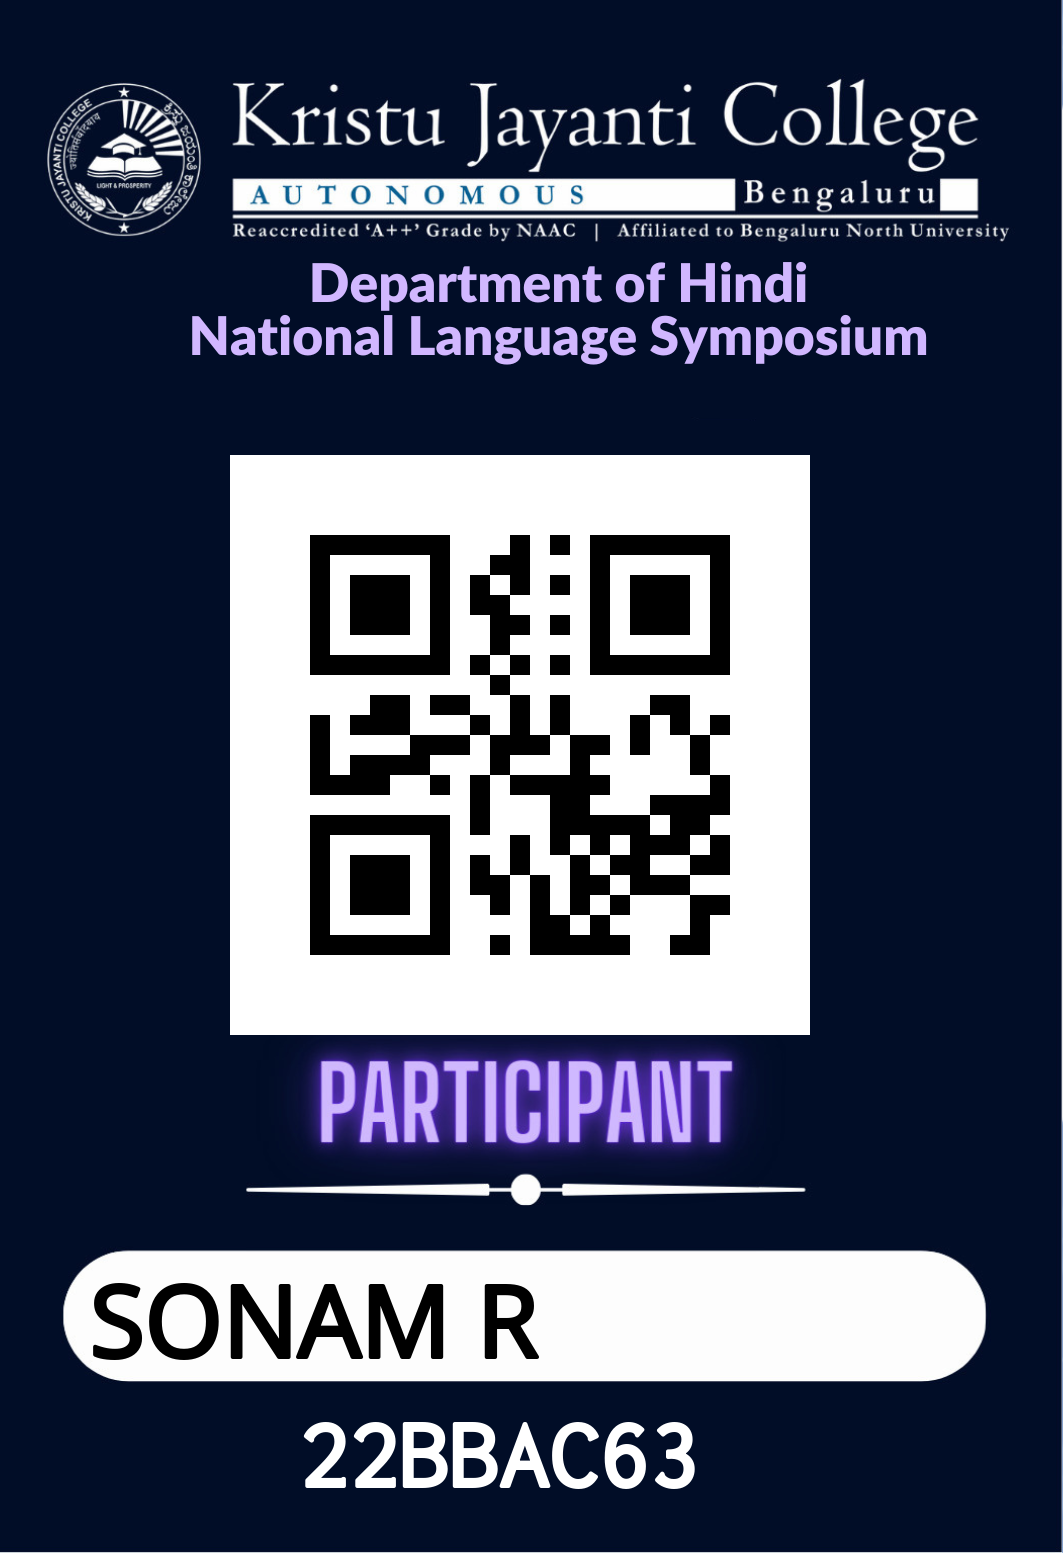 KRISTU JAYANTI COLLEGE
LIGHT & PROSPERITY
Kristu Jayanti College
AUTONOMOUS Bengaluru
Reaccredited ‘A++’ Grade by NAAC | Affiliated to Bengaluru North University
Department of Hindi
National Language Symposium
PARTICIPANT
SONAM R
22BBAC63